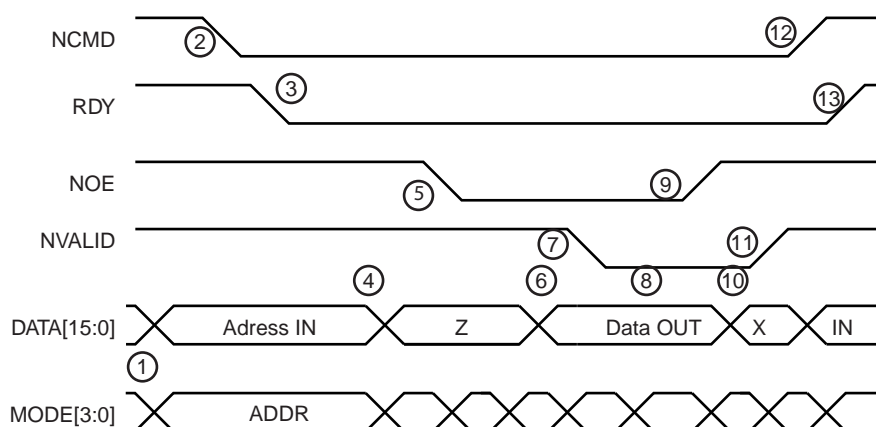 NCMD ② ⑫
RDY ③ ⑬
NOE ⑤ ⑨
NVALID ⑦ ⑪
④ ⑥ ⑧ ⑩
DATA[15:0] Adress IN Z Data OUT X IN
①
MODE[3:0] ADDR